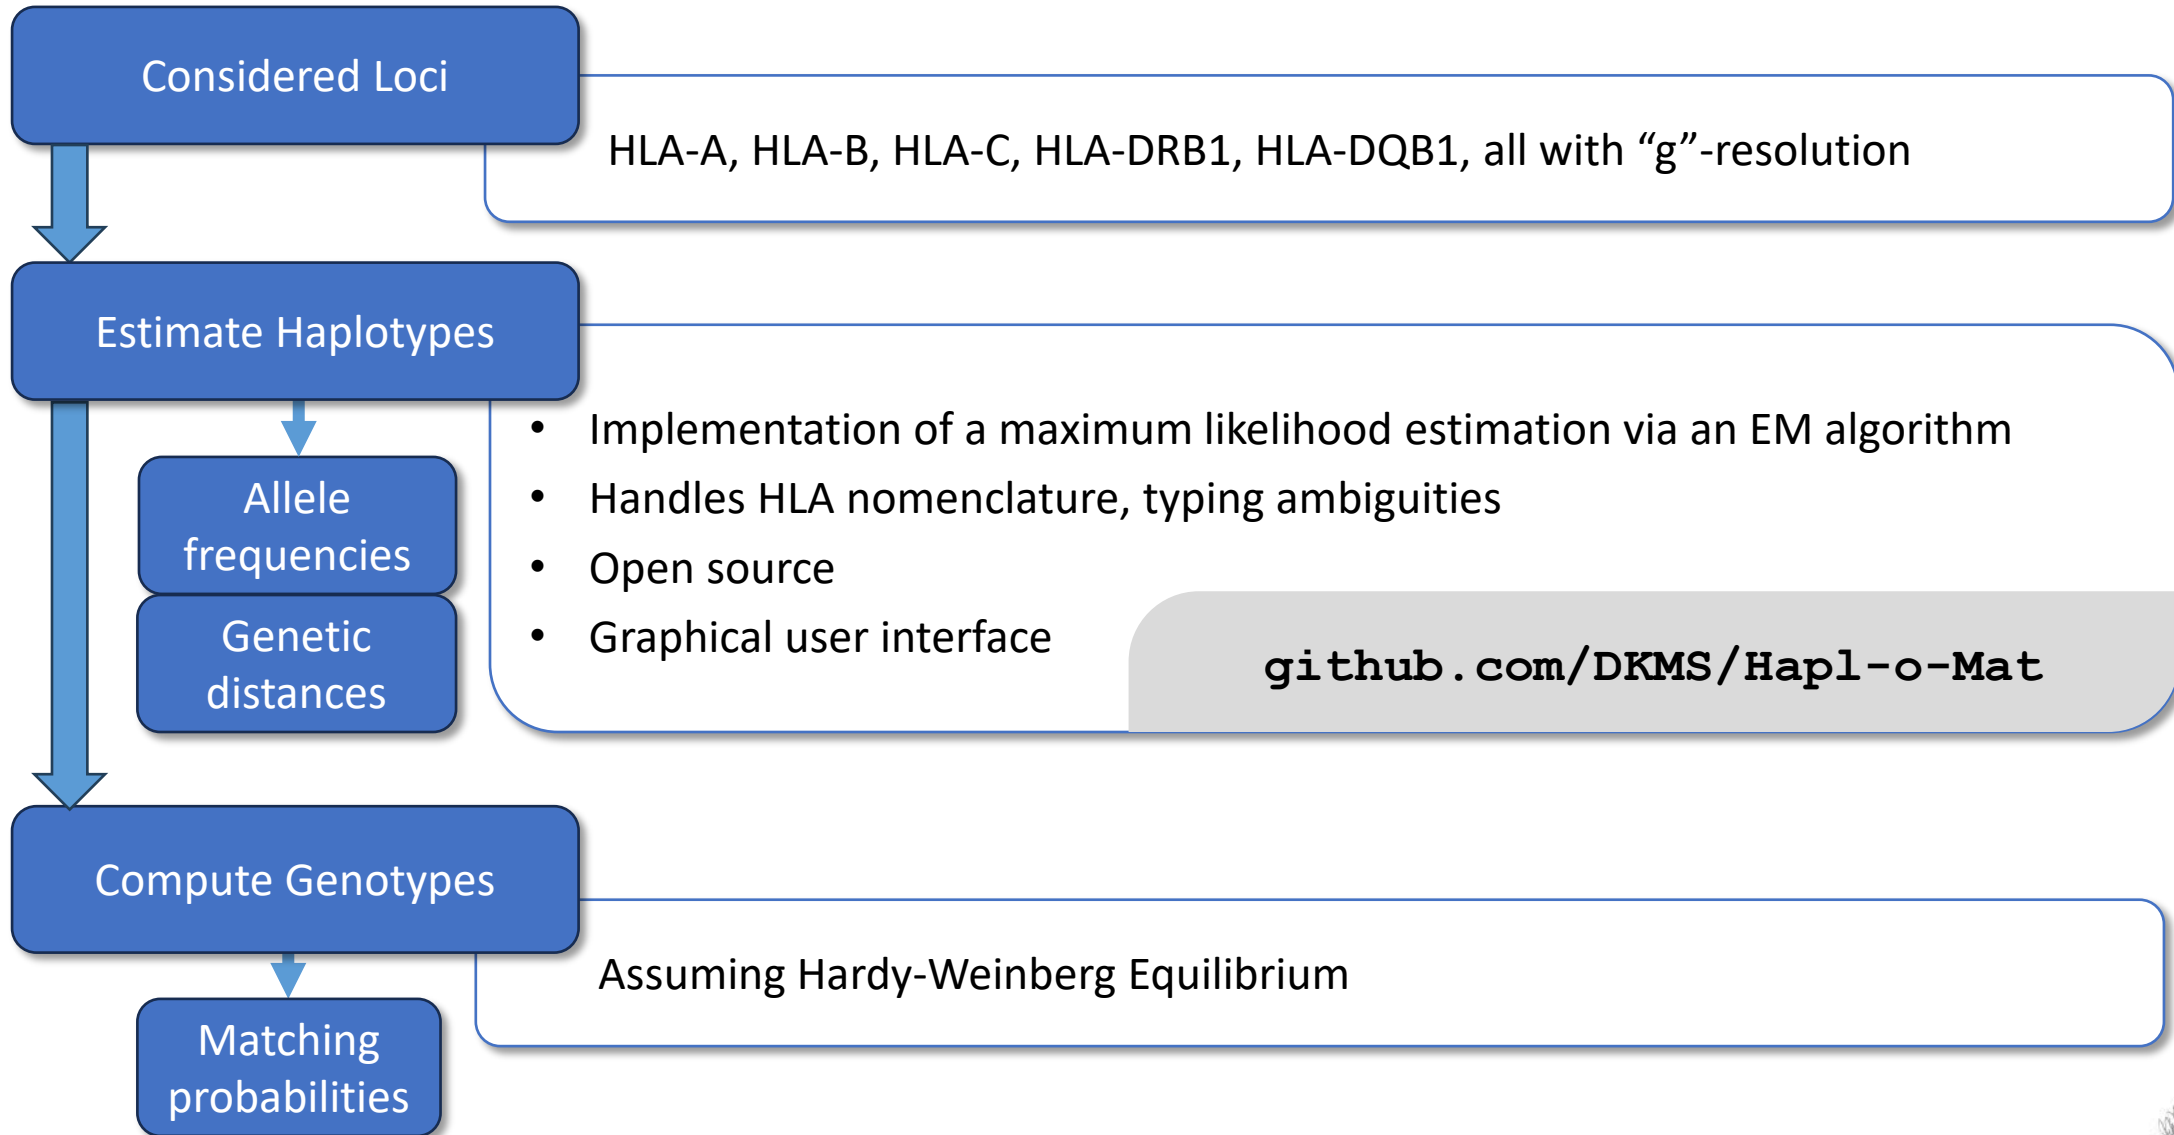 Considered Loci
HLA-A, HLA-B, HLA-C, HLA-DRB1, HLA-DQB1, all with “g”-resolution
Estimate Haplotypes
• Implementation of a maximum likelihood estimation via an EM algorithm
• Handles HLA nomenclature, typing ambiguities
• Open source
• Graphical user interface
github.com/DKMS/Hapl-o-Mat
Allele
frequencies
Genetic
distances
Compute Genotypes
Assuming Hardy-Weinberg Equilibrium
Matching
probabilities